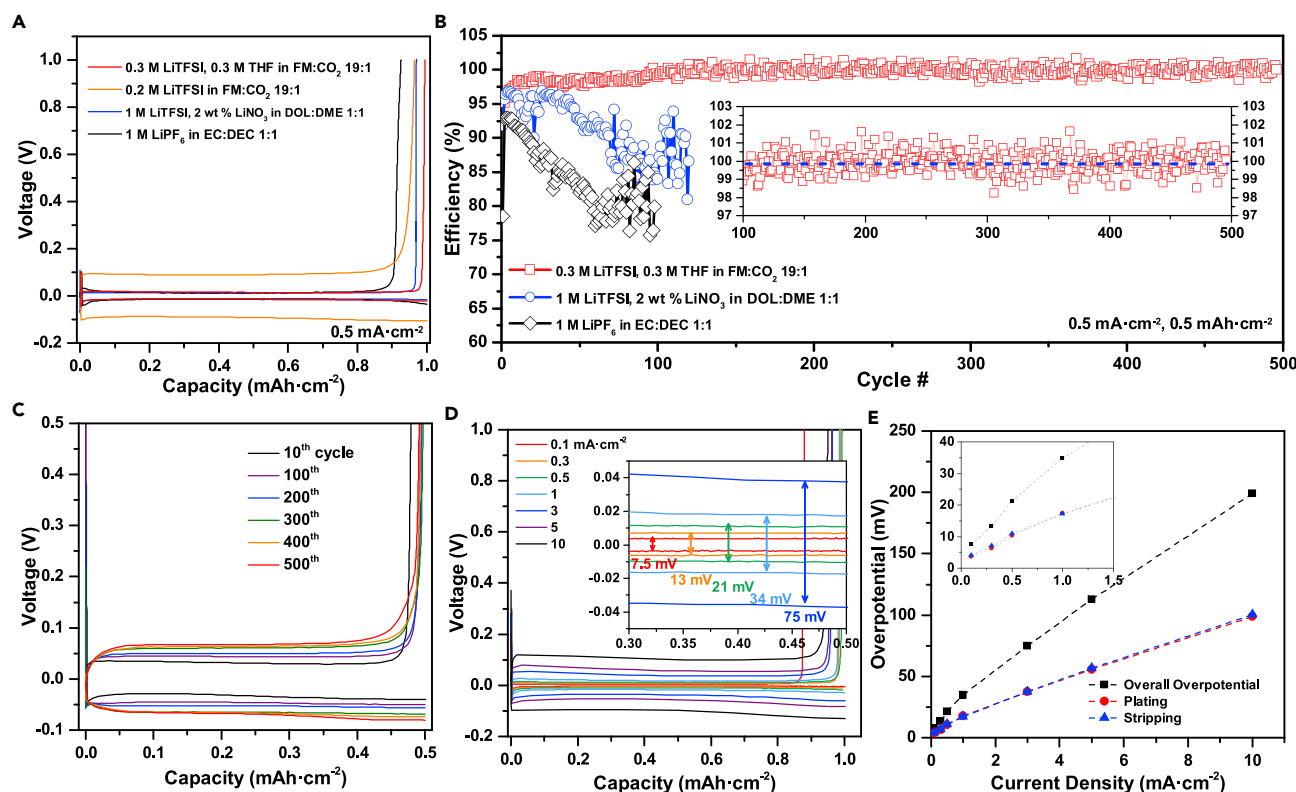 A
1.0
0.8
0.6
0.4
0.2
0.0
-0.2
Voltage (V)
0.3 M LiTFSI, 0.3 M THF in FM:CO₂ 19:1
0.2 M LiTFSI in FM:CO₂ 19:1
1 M LiTFSI, 2 wt % LiNO₃ in DOL:DME 1:1
1 M LiPF₆ in EC:DEC 1:1
0.5 mA·cm⁻²
0.0 0.2 0.4 0.6 0.8 1.0
Capacity (mAh·cm⁻²)
B
105
100
95
90
85
80
75
70
65
60
Efficiency (%)
103 103
102 102
101 101
100 100
99 99
98 98
97 97
100 200 300 400 500
0.3 M LiTFSI, 0.3 M THF in FM:CO₂ 19:1
1 M LiTFSI, 2 wt % LiNO₃ in DOL:DME 1:1
1 M LiPF₆ in EC:DEC 1:1
0.5 mA·cm⁻², 0.5 mAh·cm⁻²
0 100 200 300 400 500
Cycle #
C
0.5
0.4
0.3
0.2
0.1
0.0
-0.1
Voltage (V)
10ᵗʰ cycle
100ᵗʰ
200ᵗʰ
300ᵗʰ
400ᵗʰ
500ᵗʰ
0.0 0.1 0.2 0.3 0.4 0.5
Capacity (mAh·cm⁻²)
D
1.0
0.8
0.6
0.4
0.2
0.0
-0.2
Voltage (V)
0.1 mA·cm⁻²
0.3
0.5
1
3
5
10
0.04
0.02
0.00
-0.02
-0.04
7.5 mV
13 mV
21 mV
34 mV
75 mV
0.30 0.35 0.40 0.45 0.50
0.0 0.2 0.4 0.6 0.8 1.0
Capacity (mAh·cm⁻²)
E
250
200
150
100
50
0
Overpotential (mV)
40
30
20
10
0
0.0 0.5 1.0 1.5
Overall Overpotential
Plating
Stripping
0 2 4 6 8 10
Current Density (mA·cm⁻²)